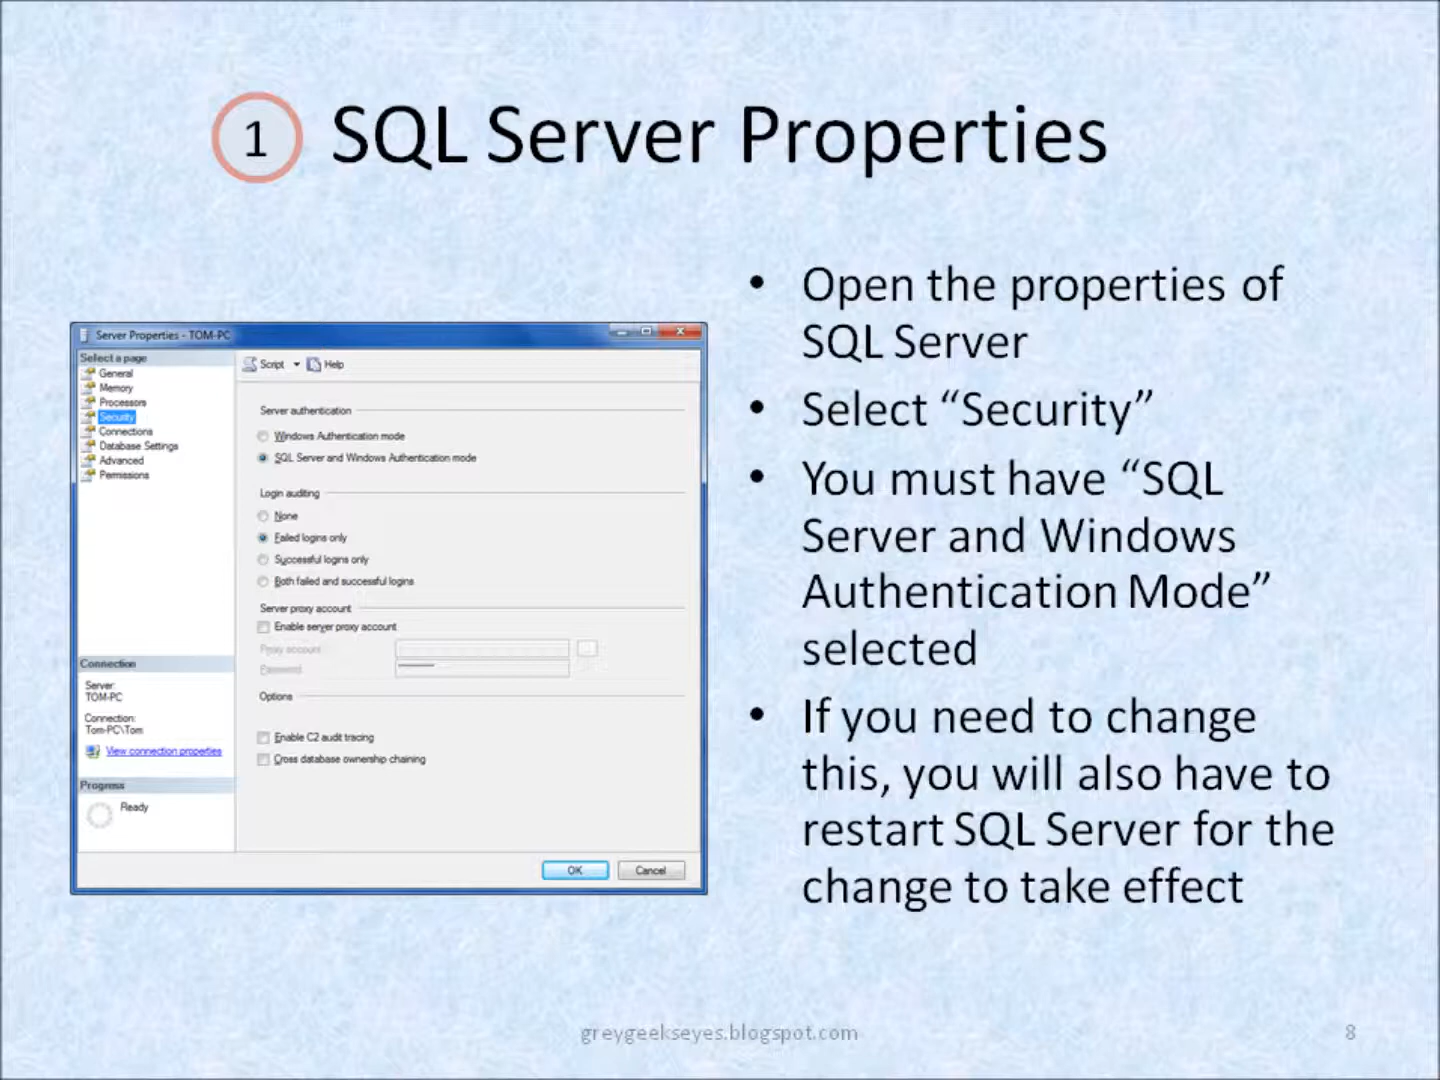 1 SQL Server Properties
Server Properties - TOM-PC
Select a page
General
Memory
Processors
Security
Connections
Database Settings
Advanced
Permissions
Connection
Server:
TOM-PC
Connection:
Tom-PC\Tom
View connection properties
Progress
Ready
Script Help
Server authentication
Windows Authentication mode
SQL Server and Windows Authentication mode
Login auditing
None
Failed logins only
Successful logins only
Both failed and successful logins
Server proxy account
Enable server proxy account
Proxy account:
Password:
Options
Enable C2 audit tracing
Cross database ownership chaining
OK Cancel
• Open the properties of
SQL Server
• Select “Security”
• You must have “SQL
Server and Windows
Authentication Mode”
selected
• If you need to change
this, you will also have to
restart SQL Server for the
change to take effect
greygeekseyes.blogspot.com 8